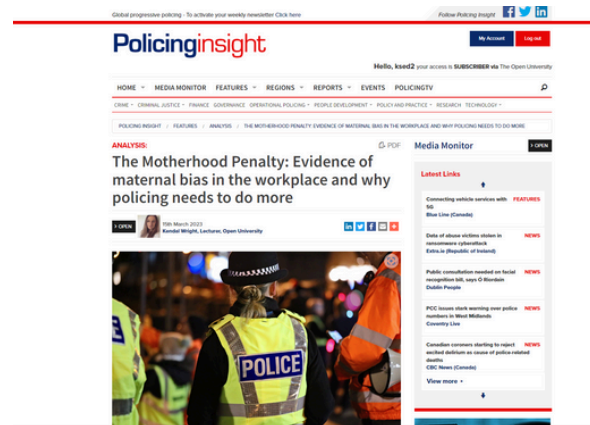 Global progressive policing - To activate your weekly newsletter Click here
Follow Policing Insight
Policinginsight
My Account
Log out
Hello, ksed2 your access is SUBSCRIBER via The Open University
HOME MEDIA MONITOR FEATURES REGIONS REPORTS EVENTS POLICINGTV
CRIME CRIMINAL JUSTICE FINANCE GOVERNANCE OPERATIONAL POLICING PEOPLE DEVELOPMENT POLICY AND PRACTICE RESEARCH TECHNOLOGY
POLICING INSIGHT / FEATURES / ANALYSIS / THE MOTHERHOOD PENALTY: EVIDENCE OF MATERNAL BIAS IN THE WORKPLACE AND WHY POLICING NEEDS TO DO MORE
ANALYSIS:
PDF
The Motherhood Penalty: Evidence of
maternal bias in the workplace and why
policing needs to do more
> OPEN
15th March 2023
Kendal Wright, Lecturer, Open University
POLICE
Media Monitor
> OPEN
Latest Links
Connecting vehicle services with FEATURES
5G
Blue Line (Canada)
Data of abuse victims stolen in NEWS
ransomware cyberattack
Extra.ie (Republic of Ireland)
Public consultation needed on facial NEWS
recognition bill, says Ó Ríordáin
Dublin People
PCC issues stark warning over police NEWS
numbers in West Midlands
Coventry Live
Canadian coroners starting to reject NEWS
excited delirium as cause of police-related
deaths
CBC News (Canada)
View more